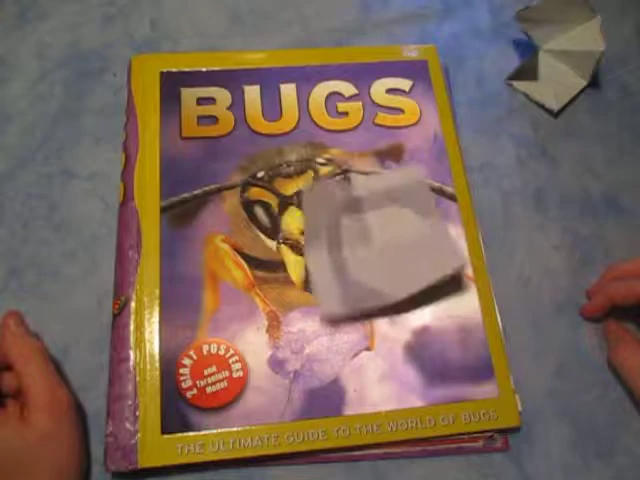 BUGS
2 GIANT POSTERS
and
Tarantula
Model
THE ULTIMATE GUIDE TO THE WORLD OF BUGS